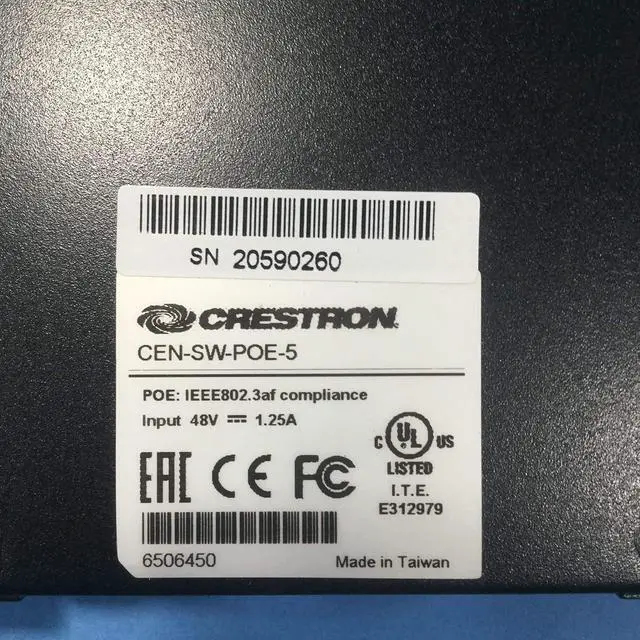 SN 20590260
CRESTRON
CEN-SW-POE-5
POE: IEEE802.3af compliance
Input 48V ⎓ 1.25A
C UL US
LISTED
I.T.E.
E312979
EAC CE FC
6506450
Made in Taiwan